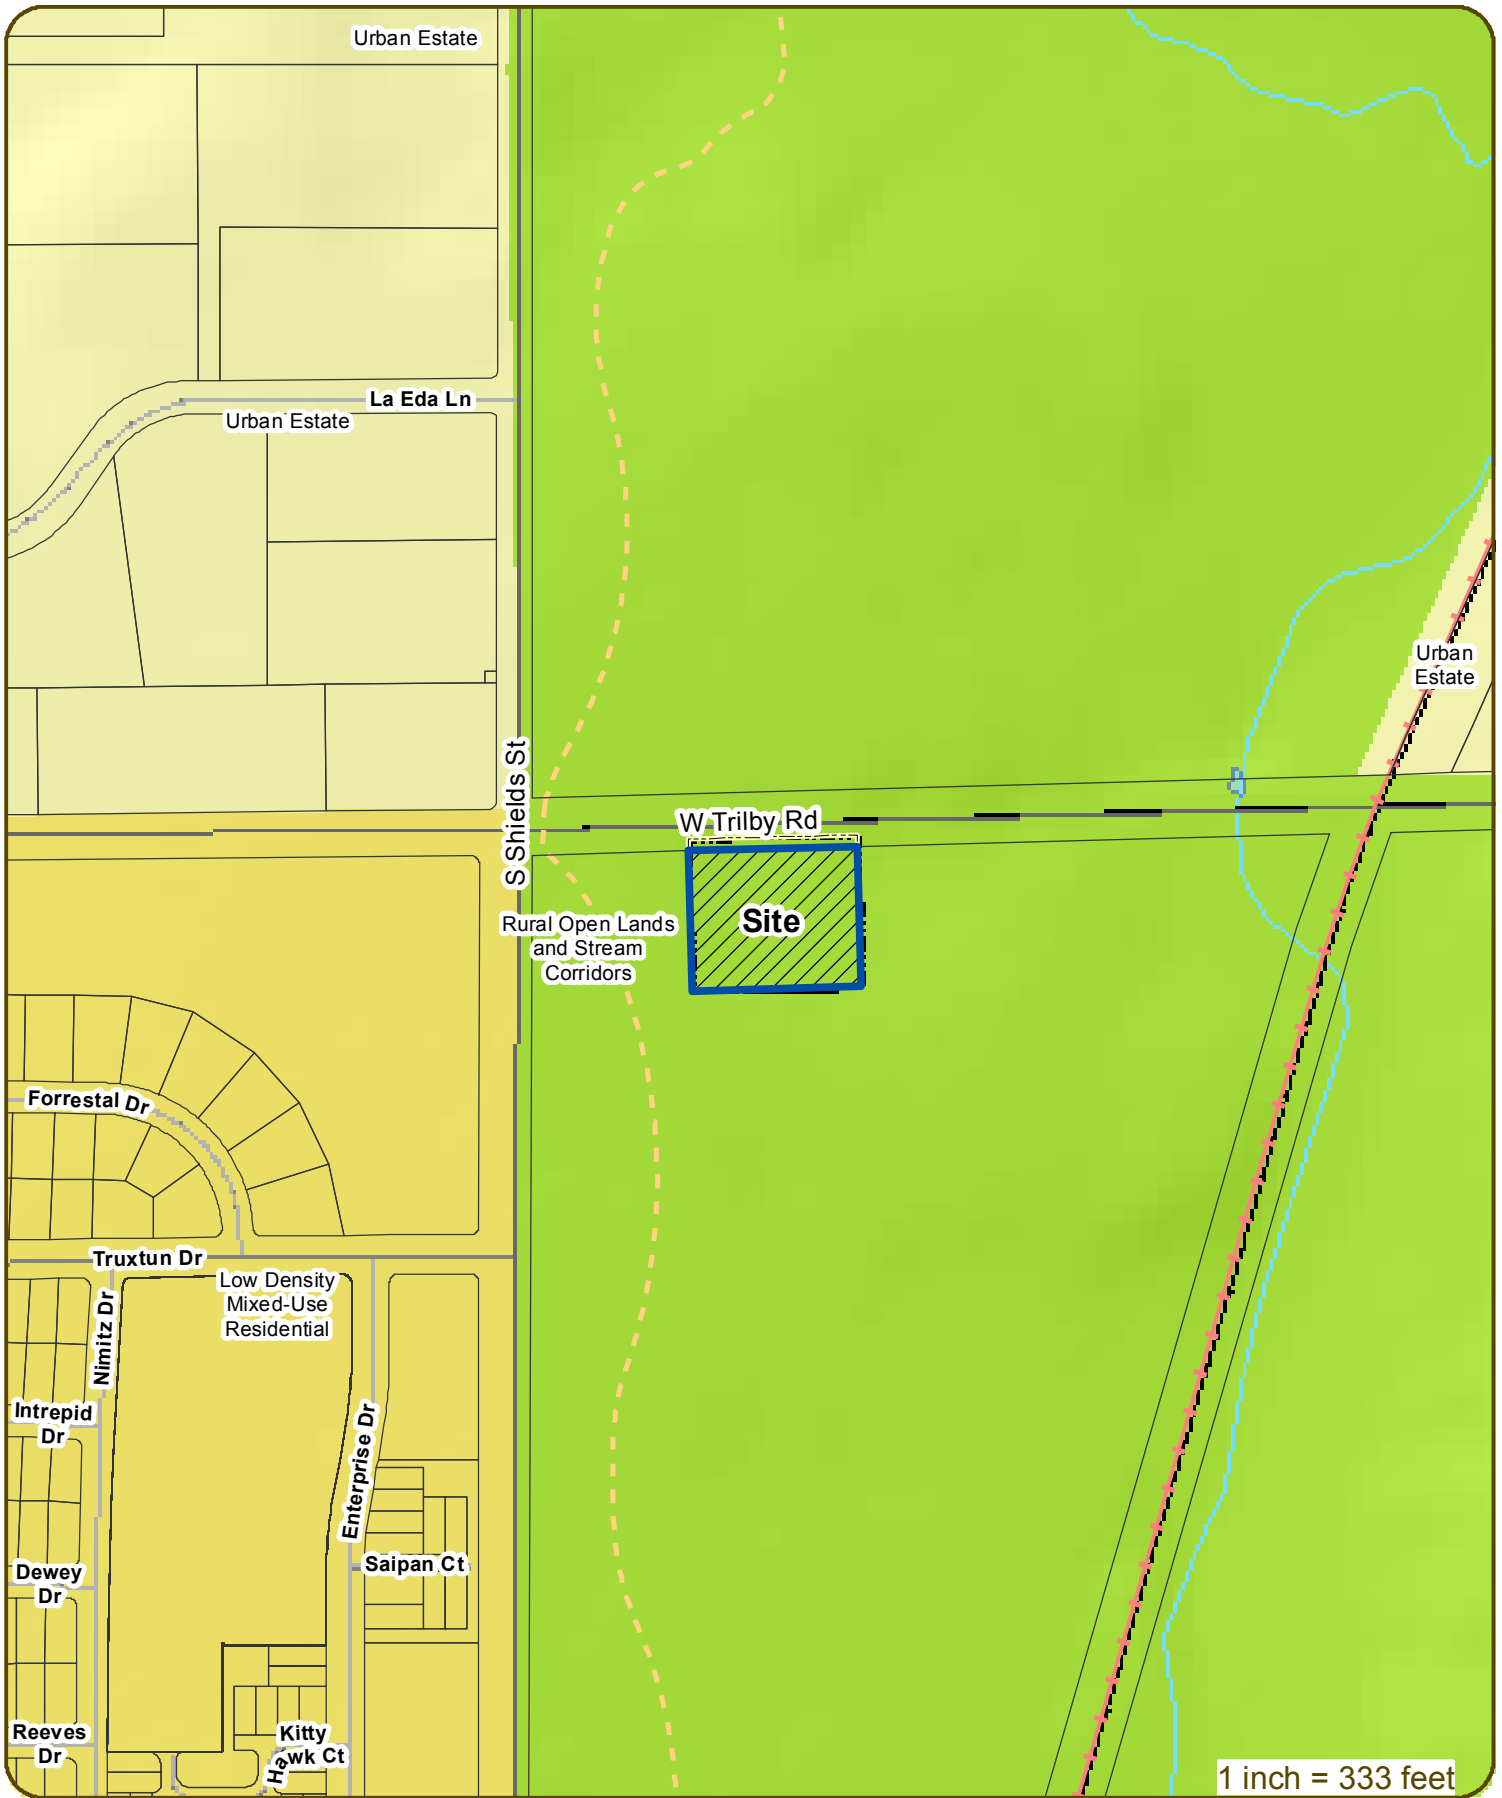 Urban Estate
La Eda Ln
Urban Estate
Urban
Estate
S Shields St
W Trilby Rd
Site
Rural Open Lands
and Stream
Corridors
Forrestal Dr
Truxtun Dr
Low Density
Mixed-Use
Residential
Nimitz Dr
Intrepid
Dr
Enterprise Dr
Saipan Ct
Dewey
Dr
Reeves
Dr
Kitty
Hawk Ct
1 inch = 333 feet